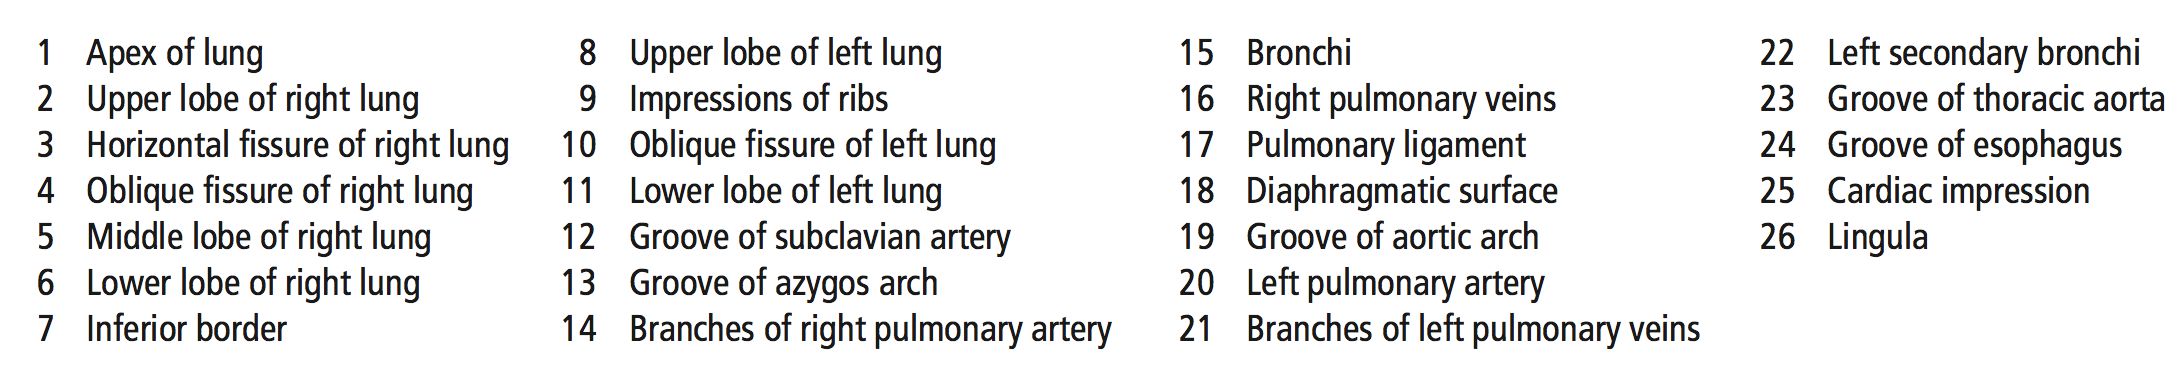 1 Apex of lung
2 Upper lobe of right lung
3 Horizontal fissure of right lung
4 Oblique fissure of right lung
5 Middle lobe of right lung
6 Lower lobe of right lung
7 Inferior border
8 Upper lobe of left lung
9 Impressions of ribs
10 Oblique fissure of left lung
11 Lower lobe of left lung
12 Groove of subclavian artery
13 Groove of azygos arch
14 Branches of right pulmonary artery
15 Bronchi
16 Right pulmonary veins
17 Pulmonary ligament
18 Diaphragmatic surface
19 Groove of aortic arch
20 Left pulmonary artery
21 Branches of left pulmonary veins
22 Left secondary bronchi
23 Groove of thoracic aorta
24 Groove of esophagus
25 Cardiac impression
26 Lingula